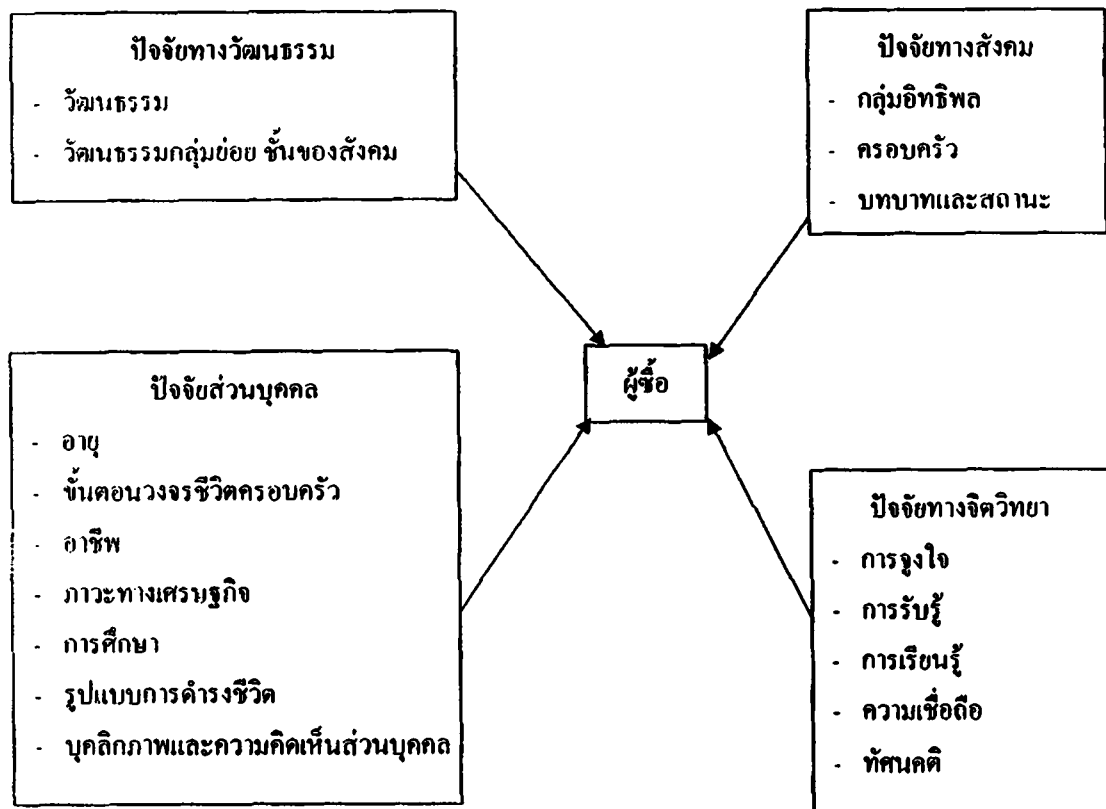 ปัจจัยทางวัฒนธรรม
- วัฒนธรรม
- วัฒนธรรมกลุ่มย่อย ชั้นของสังคม
ปัจจัยทางสังคม
- กลุ่มอิทธิพล
- ครอบครัว
- บทบาทและสถานะ
ผู้ซื้อ
ปัจจัยส่วนบุคคล
- อายุ
- ขั้นตอนวงจรชีวิตครอบครัว
- อาชีพ
- ภาวะทางเศรษฐกิจ
- การศึกษา
- รูปแบบการดำรงชีวิต
- บุคลิกภาพและความคิดเห็นส่วนบุคคล
ปัจจัยทางจิตวิทยา
- การจูงใจ
- การรับรู้
- การเรียนรู้
- ความเชื่อถือ
- ทัศนคติ